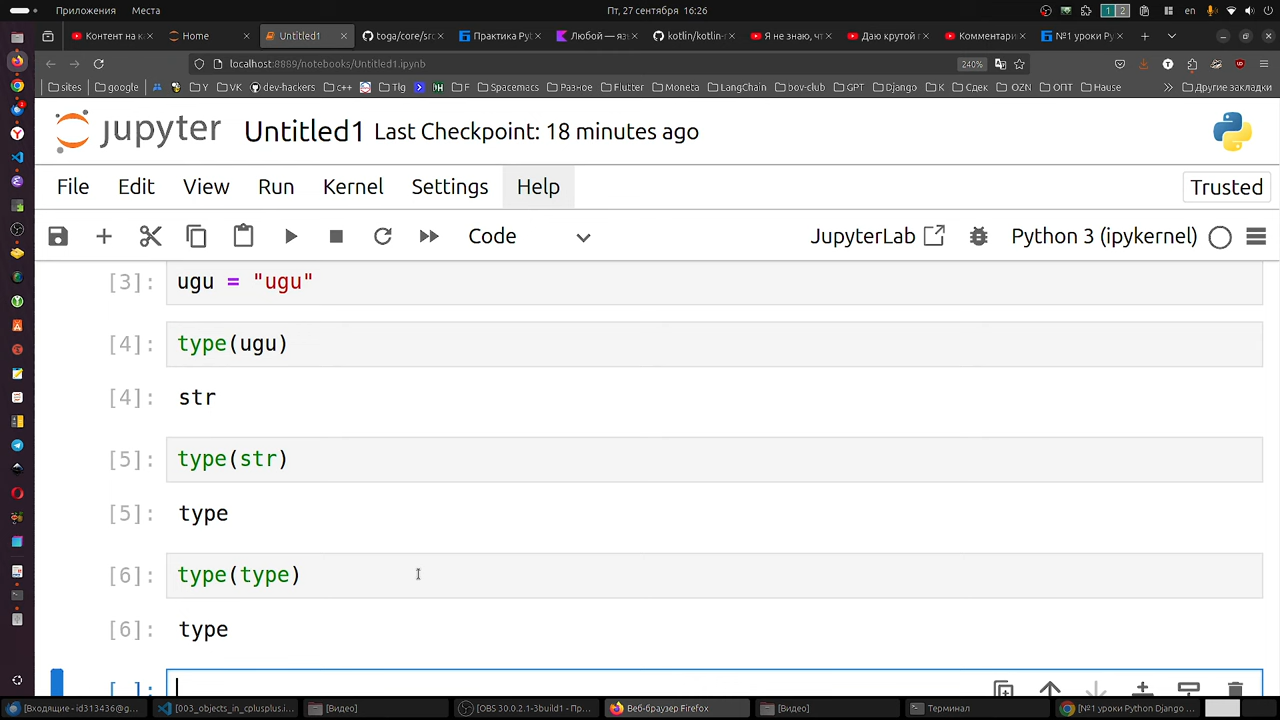 Приложения Места Пт, 27 сентября 16:26 1 2 en
Контент на к Home Untitled1 toga/core/src Практика Pyt Любой — яз kotlin/kotlin-r Я не знаю, чт Даю крутой г Комментари №1 уроки Py
localhost:8889/notebooks/Untitled1.ipynb 240%
sites google Y VK dev-hackers c++ Tlg F Spacemacs Разное Flutter Moneta LangChain bov-club GPT Django K Сдек OZN ОПТ Hause Другие закладки
jupyter Untitled1 Last Checkpoint: 18 minutes ago
File Edit View Run Kernel Settings Help Trusted
Code JupyterLab Python 3 (ipykernel)
[3]: ugu = "ugu"
[4]: type(ugu)
[4]: str
[5]: type(str)
[5]: type
[6]: type(type)
[6]: type
[ ]:
[Входящие - id313436@g... [003_objects_in_cplusplus.i... [Видео] [OBS 30.0.2.1-3build1 - Пр... Веб-браузер Firefox [Видео] Терминал [№1 уроки Python Django ...